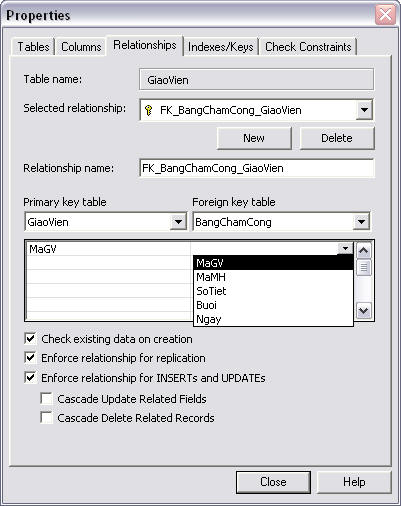 Properties
Tables Columns Relationships Indexes/Keys Check Constraints
Table name: GiaoVien
Selected relationship: FK_BangChamCong_GiaoVien
New Delete
Relationship name: FK_BangChamCong_GiaoVien
Primary key table Foreign key table
GiaoVien BangChamCong
MaGV
MaGV
MaMH
SoTiet
Buoi
Ngay
Check existing data on creation
Enforce relationship for replication
Enforce relationship for INSERTs and UPDATEs
Cascade Update Related Fields
Cascade Delete Related Records
Close Help